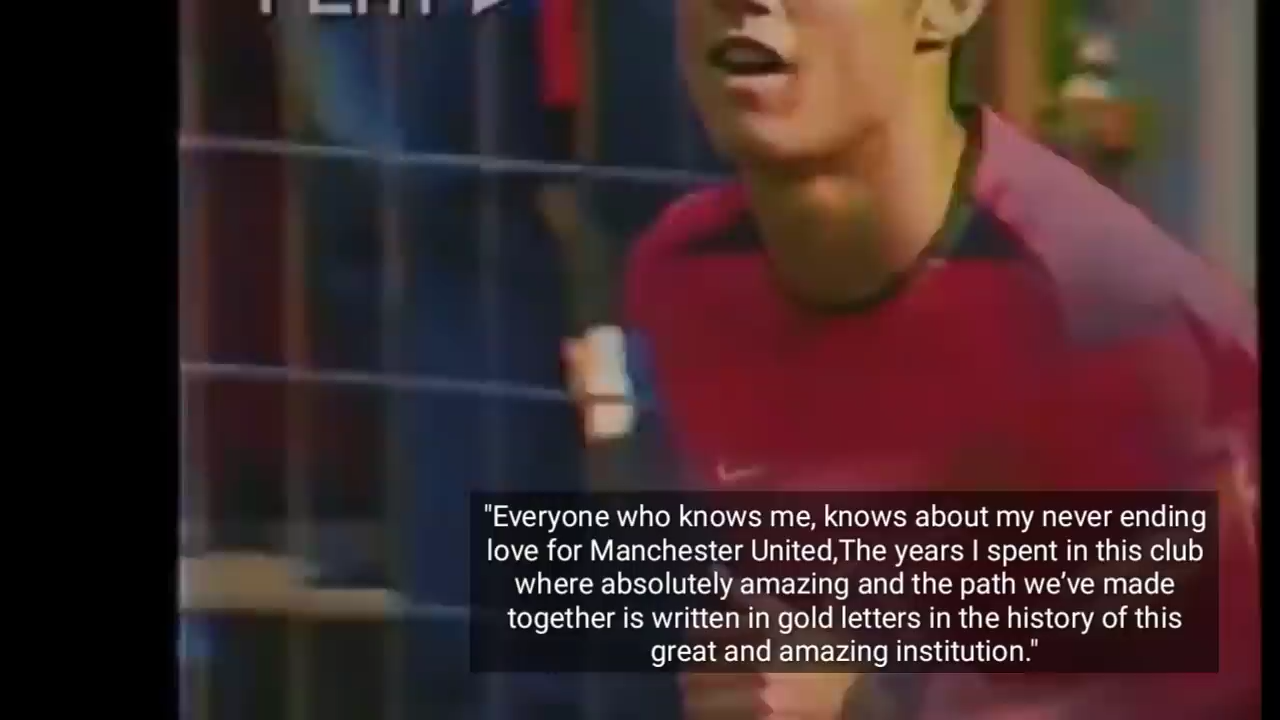 PLAY
"Everyone who knows me, knows about my never ending
love for Manchester United,The years I spent in this club
where absolutely amazing and the path we've made
together is written in gold letters in the history of this
great and amazing institution."